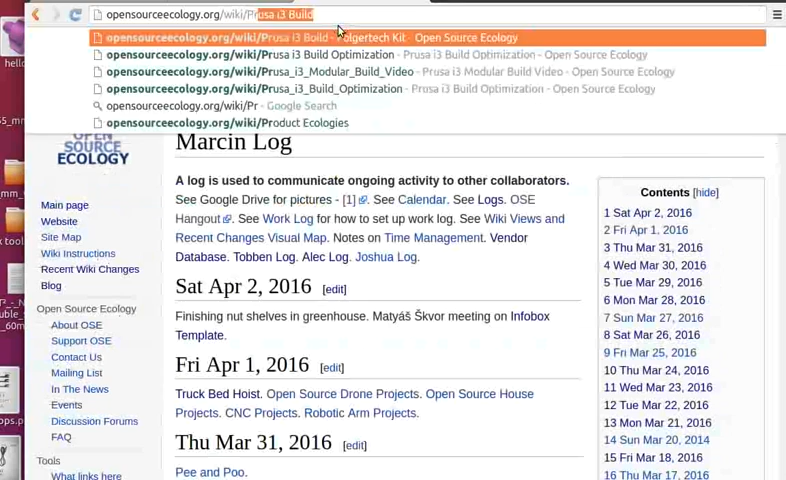 opensourceecology.org/wiki/Prusa i3 Build
opensourceecology.org/wiki/Prusa i3 Build - Folgertech Kit - Open Source Ecology
opensourceecology.org/wiki/Prusa i3 Build Optimization - Prusa i3 Build Optimization - Open Source Ecology
opensourceecology.org/wiki/Prusa_i3_Modular_Build_Video - Prusa i3 Modular Build Video - Open Source Ecology
opensourceecology.org/wiki/Prusa_i3_Build_Optimization - Prusa i3 Build Optimization - Open Source Ecology
opensourceecology.org/wiki/Pr - Google Search
opensourceecology.org/wiki/Product Ecologies
OPEN
SOURCE
ECOLOGY
Main page
Website
Site Map
Wiki Instructions
Recent Wiki Changes
Blog
Open Source Ecology
About OSE
Support OSE
Contact Us
Mailing List
In The News
Events
Discussion Forums
FAQ
Tools
What links here
Marcin Log
A log is used to communicate ongoing activity to other collaborators.
See Google Drive for pictures - [1]. See Calendar. See Logs. OSE
Hangout. See Work Log for how to set up work log. See Wiki Views and
Recent Changes Visual Map. Notes on Time Management. Vendor
Database. Tobben Log. Alec Log. Joshua Log.
Sat Apr 2, 2016 [edit]
Finishing nut shelves in greenhouse. Matyáš Škvor meeting on Infobox
Template.
Fri Apr 1, 2016 [edit]
Truck Bed Hoist. Open Source Drone Projects. Open Source House
Projects. CNC Projects. Robotic Arm Projects.
Thu Mar 31, 2016 [edit]
Pee and Poo.
Contents [hide]
1 Sat Apr 2, 2016
2 Fri Apr 1, 2016
3 Thu Mar 31, 2016
4 Wed Mar 30, 2016
5 Tue Mar 29, 2016
6 Mon Mar 28, 2016
7 Sun Mar 27, 2016
8 Sat Mar 26, 2016
9 Fri Mar 25, 2016
10 Thu Mar 24, 2016
11 Wed Mar 23, 2016
12 Tue Mar 22, 2016
13 Mon Mar 21, 2016
14 Sun Mar 20, 2014
15 Fri Mar 18, 2016
16 Thu Mar 17, 2016